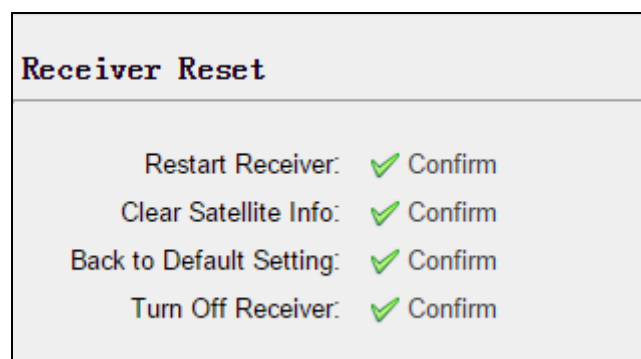 Receiver Reset
Restart Receiver: Confirm
Clear Satellite Info: Confirm
Back to Default Setting: Confirm
Turn Off Receiver: Confirm